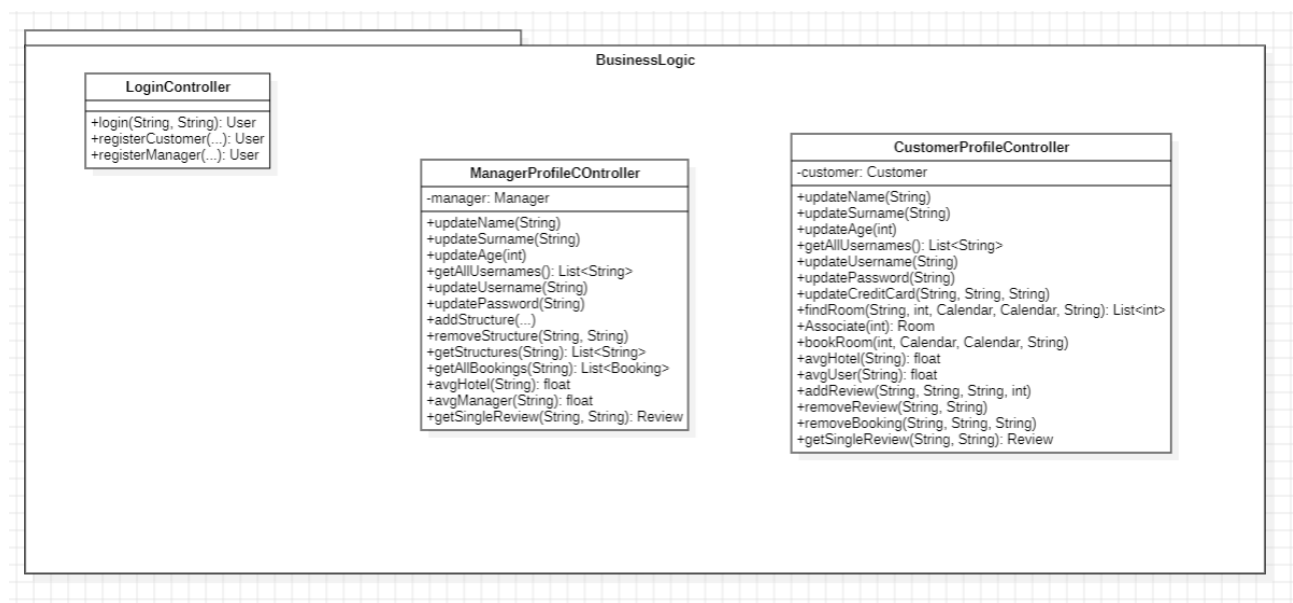 BusinessLogic
LoginController
+login(String, String): User
+registerCustomer(...): User
+registerManager(...): User
ManagerProfileCOntroller
-manager: Manager
+updateName(String)
+updateSurname(String)
+updateAge(int)
+getAllUsernames(): List<String>
+updateUsername(String)
+updatePassword(String)
+addStructure(...)
+removeStructure(String, String)
+getStructures(String): List<String>
+getAllBookings(String): List<Booking>
+avgHotel(String): float
+avgManager(String): float
+getSingleReview(String, String): Review
CustomerProfileController
-customer: Customer
+updateName(String)
+updateSurname(String)
+updateAge(int)
+getAllUsernames(): List<String>
+updateUsername(String)
+updatePassword(String)
+updateCreditCard(String, String, String)
+findRoom(String, int, Calendar, Calendar, String): List<int>
+Associate(int): Room
+bookRoom(int, Calendar, Calendar, String)
+avgHotel(String): float
+avgUser(String): float
+addReview(String, String, String, int)
+removeReview(String, String)
+removeBooking(String, String, String)
+getSingleReview(String, String): Review